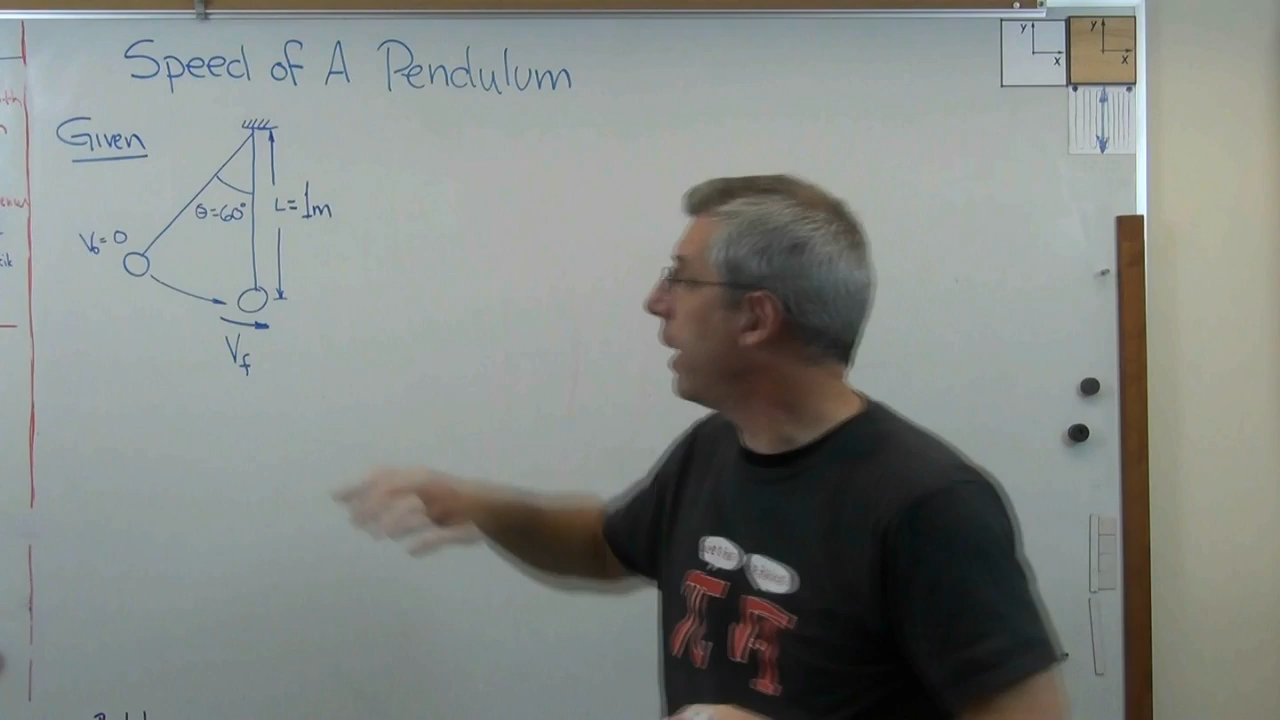 Speed of A Pendulum
Given
θ=60°
L=1m
V₀=0
Vf
y
x
y
x